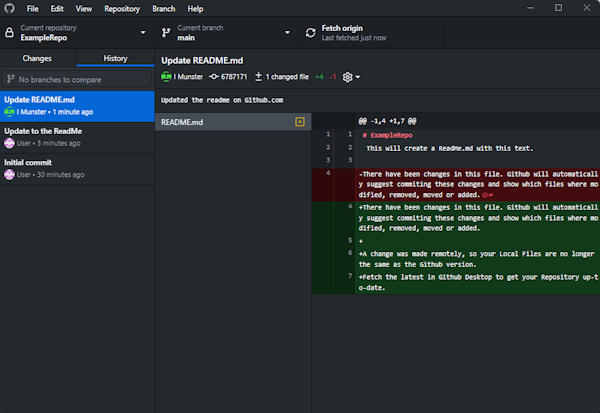 File Edit View Repository Branch Help
Current repository
ExampleRepo
Current branch
main
Fetch origin
Last fetched just now
Changes History
No branches to compare
Update README.md
I Munster • 1 minute ago
Update to the ReadMe
User • 3 minutes ago
Initial commit
User • 30 minutes ago
Update README.md
I Munster 6787171 1 changed file +4 -1
Updated the readme on Github.com
README.md
@@ -1,4 +1,7 @@
1 1 # ExampleRepo
2 2 This will create a ReadMe.md with this text.
3 3
4 -There have been changes in this file. Github will automaticall
y suggest commiting these changes and show which files where mo
dified, removed, moved or added.
4 +There have been changes in this file. Github will automaticall
y suggest commiting these changes and show which files where mo
dified, removed, moved or added.
5 +
6 +A change was made remotely, so your Local Files are no longer
the same as the Github version.
7 +Fetch the latest in Github Desktop to get your Repository up-t
o-date.